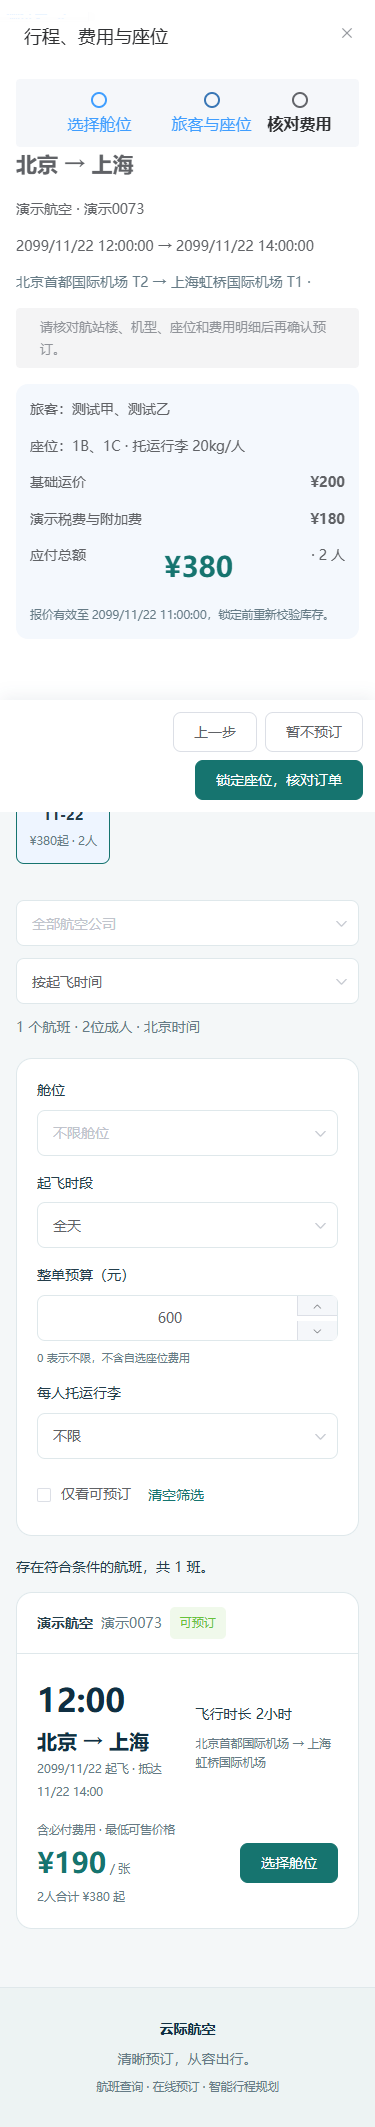 行程、费用与座位
选择舱位 旅客与座位 核对费用
北京 → 上海
演示航空 · 演示0073
2099/11/22 12:00:00 → 2099/11/22 14:00:00
北京首都国际机场 T2 → 上海虹桥国际机场 T1 ·
请核对航站楼、机型、座位和费用明细后再确认预
订。
旅客：测试甲、测试乙
座位：1B、1C · 托运行李 20kg/人
基础运价 ¥200
演示税费与附加费 ¥180
应付总额 ¥380 · 2 人
报价有效至 2099/11/22 11:00:00，锁定前重新校验库存。
上一步 暂不预订
锁定座位，核对订单
11-22
¥380起 · 2人
全部航空公司
按起飞时间
1 个航班 · 2位成人 · 北京时间
舱位
不限舱位
起飞时段
全天
整单预算（元）
600
0 表示不限，不含自选座位费用
每人托运行李
不限
仅看可预订 清空筛选
存在符合条件的航班，共 1 班。
演示航空 演示0073 可预订
12:00
北京 → 上海
2099/11/22 起飞 · 抵达
11/22 14:00
飞行时长 2小时
北京首都国际机场 → 上海
虹桥国际机场
含必付费用 · 最低可售价格
¥190 / 张
2人合计 ¥380 起
选择舱位
云际航空
清晰预订，从容出行。
航班查询 · 在线预订 · 智能行程规划